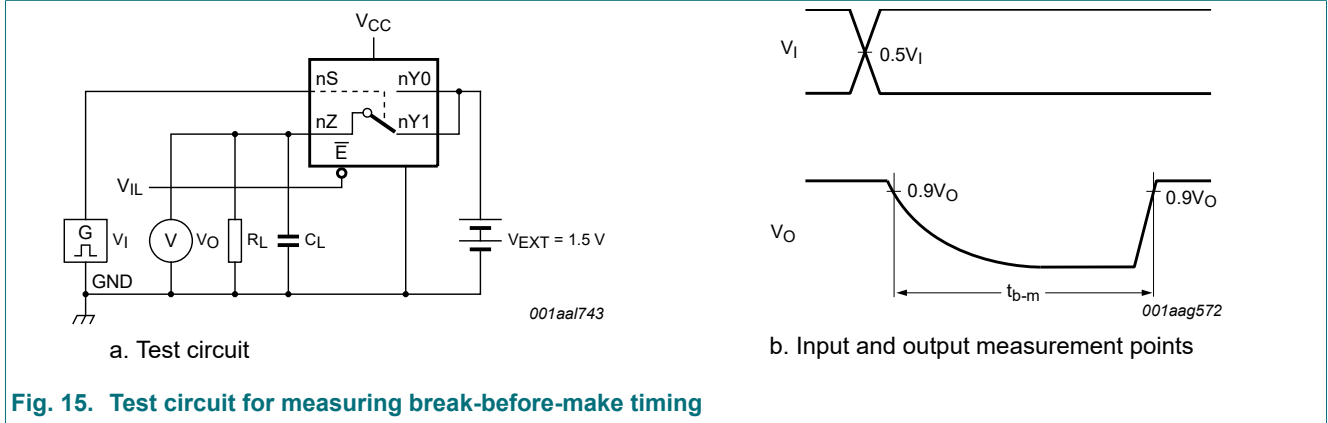 VCC
nS nY0
nZ nY1
E
VIL
G VI
V VO RL CL
VEXT = 1.5 V
GND
001aal743
a. Test circuit
VI
0.5VI
0.9VO
0.9VO
VO
tb-m
001aag572
b. Input and output measurement points
Fig. 15. Test circuit for measuring break-before-make timing